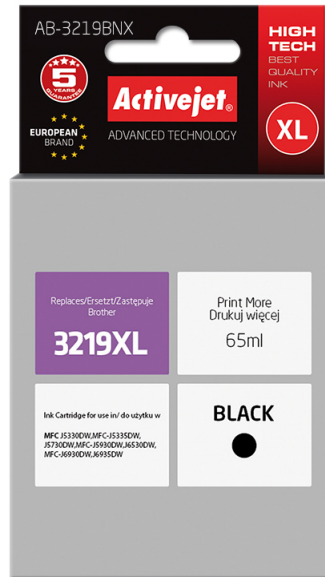 AB-3219BNX
HIGH
TECH
BEST
QUALITY
INK
5
YEARS
GUARANTEE
Activejet®
EUROPEAN
BRAND
ADVANCED TECHNOLOGY
XL
Replaces/Ersetzt/Zastępuje
Brother
3219XL
Print More
Drukuj więcej
65ml
Ink Cartridge for use in/ do użytku w
MFC J5330DW,MFC-J5335DW,
J5730DW,MFC-J5930DW,J6530DW,
MFC-J6930DW,J6935DW
BLACK